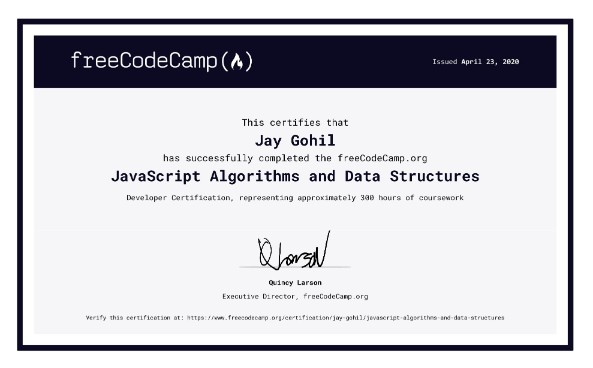 freeCodeCamp(🔥)
Issued April 23, 2020
This certifies that
Jay Gohil
has successfully completed the freeCodeCamp.org
JavaScript Algorithms and Data Structures
Developer Certification, representing approximately 300 hours of coursework
QLarson
Quincy Larson
Executive Director, freeCodeCamp.org
Verify this certification at: https://www.freecodecamp.org/certification/jay-gohil/javascript-algorithms-and-data-structures